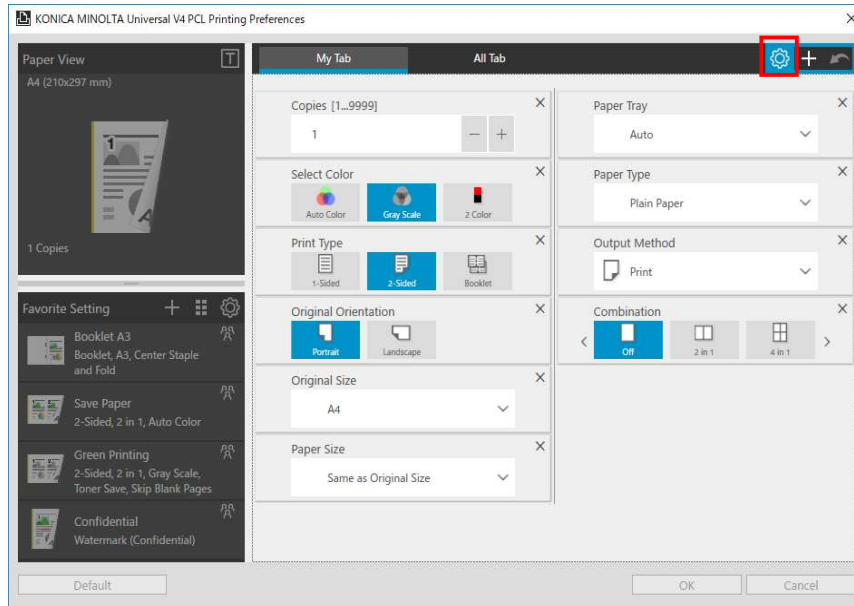 KONICA MINOLTA Universal V4 PCL Printing Preferences
Paper View
T
A4 (210x297 mm)
1
1 Copies
Favorite Setting
Booklet A3
Booklet, A3, Center Staple
and Fold
Save Paper
2-Sided, 2 in 1, Auto Color
Green Printing
2-Sided, 2 in 1, Gray Scale,
Toner Save, Skip Blank Pages
Confidential
Watermark (Confidential)
My Tab
All Tab
Copies [1...9999]
1
Select Color
Auto Color
Gray Scale
2 Color
Print Type
1-Sided
2-Sided
Booklet
Original Orientation
Portrait
Landscape
Original Size
A4
Paper Size
Same as Original Size
Paper Tray
Auto
Paper Type
Plain Paper
Output Method
Print
Combination
Off
2 in 1
4 in 1
Default
OK
Cancel